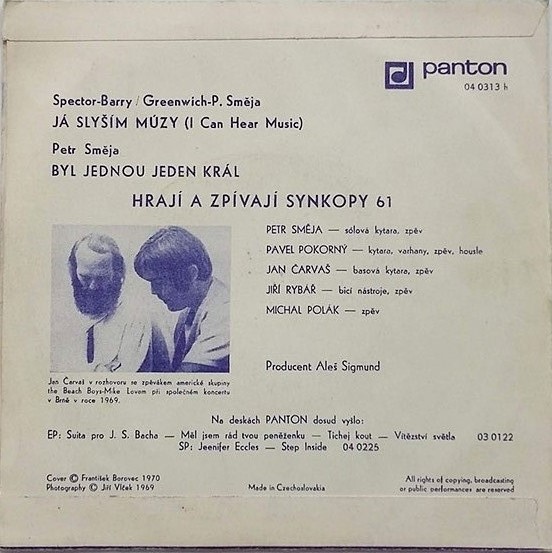 panton
04 0313 h
Spector-Barry / Greenwich-P. Směja
JÁ SLYŠÍM MÚZY (I Can Hear Music)
Petr Směja
BYL JEDNOU JEDEN KRÁL
HRAJÍ A ZPÍVAJÍ SYNKOPY 61
PETR SMĚJA — sólová kytara, zpěv
PAVEL POKORNÝ — kytara, varhany, zpěv, housle
JAN ČARVAŠ — basová kytara, zpěv
JIŘÍ RYBÁŘ — bicí nástroje, zpěv
MICHAL POLÁK — zpěv
Producent Aleš Sigmund
Jan Čarvaš v rozhovoru se zpěvákem americké skupiny
the Beach Boys-Mike Lovem při společném koncertu
v Brně v roce 1969.
Na deskách PANTON dosud vyšlo:
EP: Suita pro J. S. Bacha — Měl jsem rád tvou peněženku — Tichej kout — Vítězství světla 03 0122
SP: Jeenifer Eccles — Step Inside 04 0225
Cover © František Borovec 1970
Photography © Jiří Vlček 1969
Made in Czechoslovakia
All rights of copying, broadcasting
or public performances are reserved